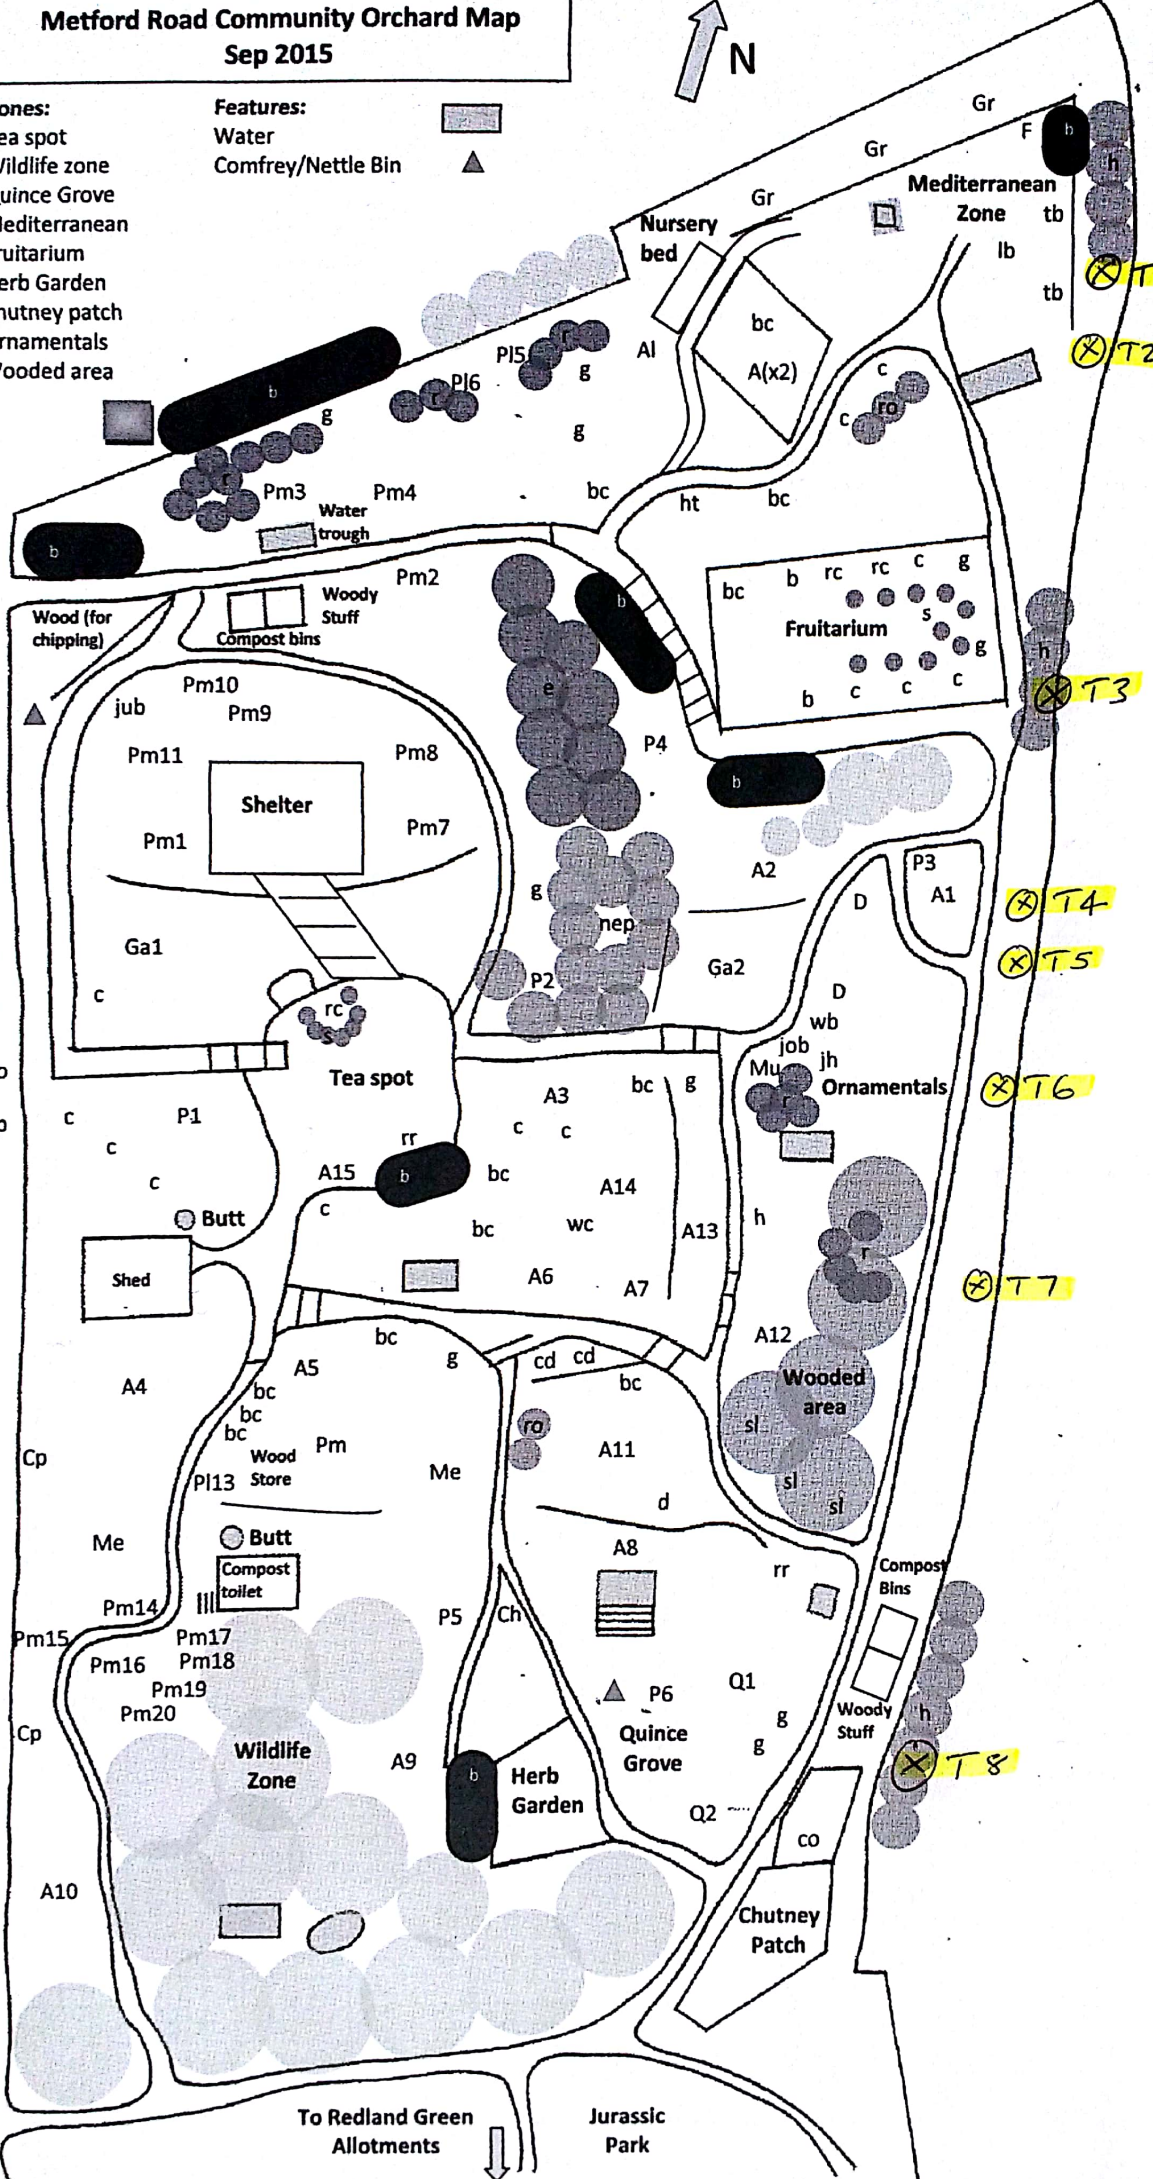 Metford Road Community Orchard Map
Sep 2015
N
ones:
ea spot
Wildlife zone
uince Grove
Mediterranean
ruitarium
erb Garden
hutney patch
rnamentals
ooded area
Features:
Water
Comfrey/Nettle Bin
Gr
Gr
Gr
F
b
h
Mediterranean
Zone
tb
lb
tb
T
T2
Nursery
bed
bc
A(x2)
Al
Pl5
r
g
Pl6
r
g
b
g
r
Pm3
Pm4
bc
c
ro
c
ht
bc
Water
trough
b
Pm2
Wood (for
chipping)
Woody
Stuff
Compost bins
b
bc
b
rc
rc
c
g
s
Fruitarium
g
b
c
c
c
h
T3
Pm10
jub
Pm9
Pm11
Pm8
e
P4
b
Shelter
Pm1
Pm7
A2
P3
A1
D
T4
g
nep
Ga1
Ga2
T5
c
P2
D
rc
s
wb
job
jh
Mu
r
Ornamentals
T6
Tea spot
A3
bc
g
c
P1
c
c
c
rr
b
A15
bc
A14
c
c
Butt
bc
wc
A13
h
r
Shed
A6
A7
T7
bc
g
cd
cd
A12
A5
bc
Wooded
area
A4
bc
bc
bc
ro
sl
Pm
Wood
Store
A11
Cp
Me
Pl13
d
sl
sl
Me
Butt
A8
Compost
toilet
rr
Compost
Bins
Pm14
P5
Ch
Pm15
Pm17
Pm16
Pm18
Pm19
Pm20
P6
Q1
Woody
Stuff
h
Cp
Wildlife
Zone
A9
Quince
Grove
g
g
T8
b
Herb
Garden
Q2
co
A10
Chutney
Patch
To Redland Green
Allotments
Jurassic
Park